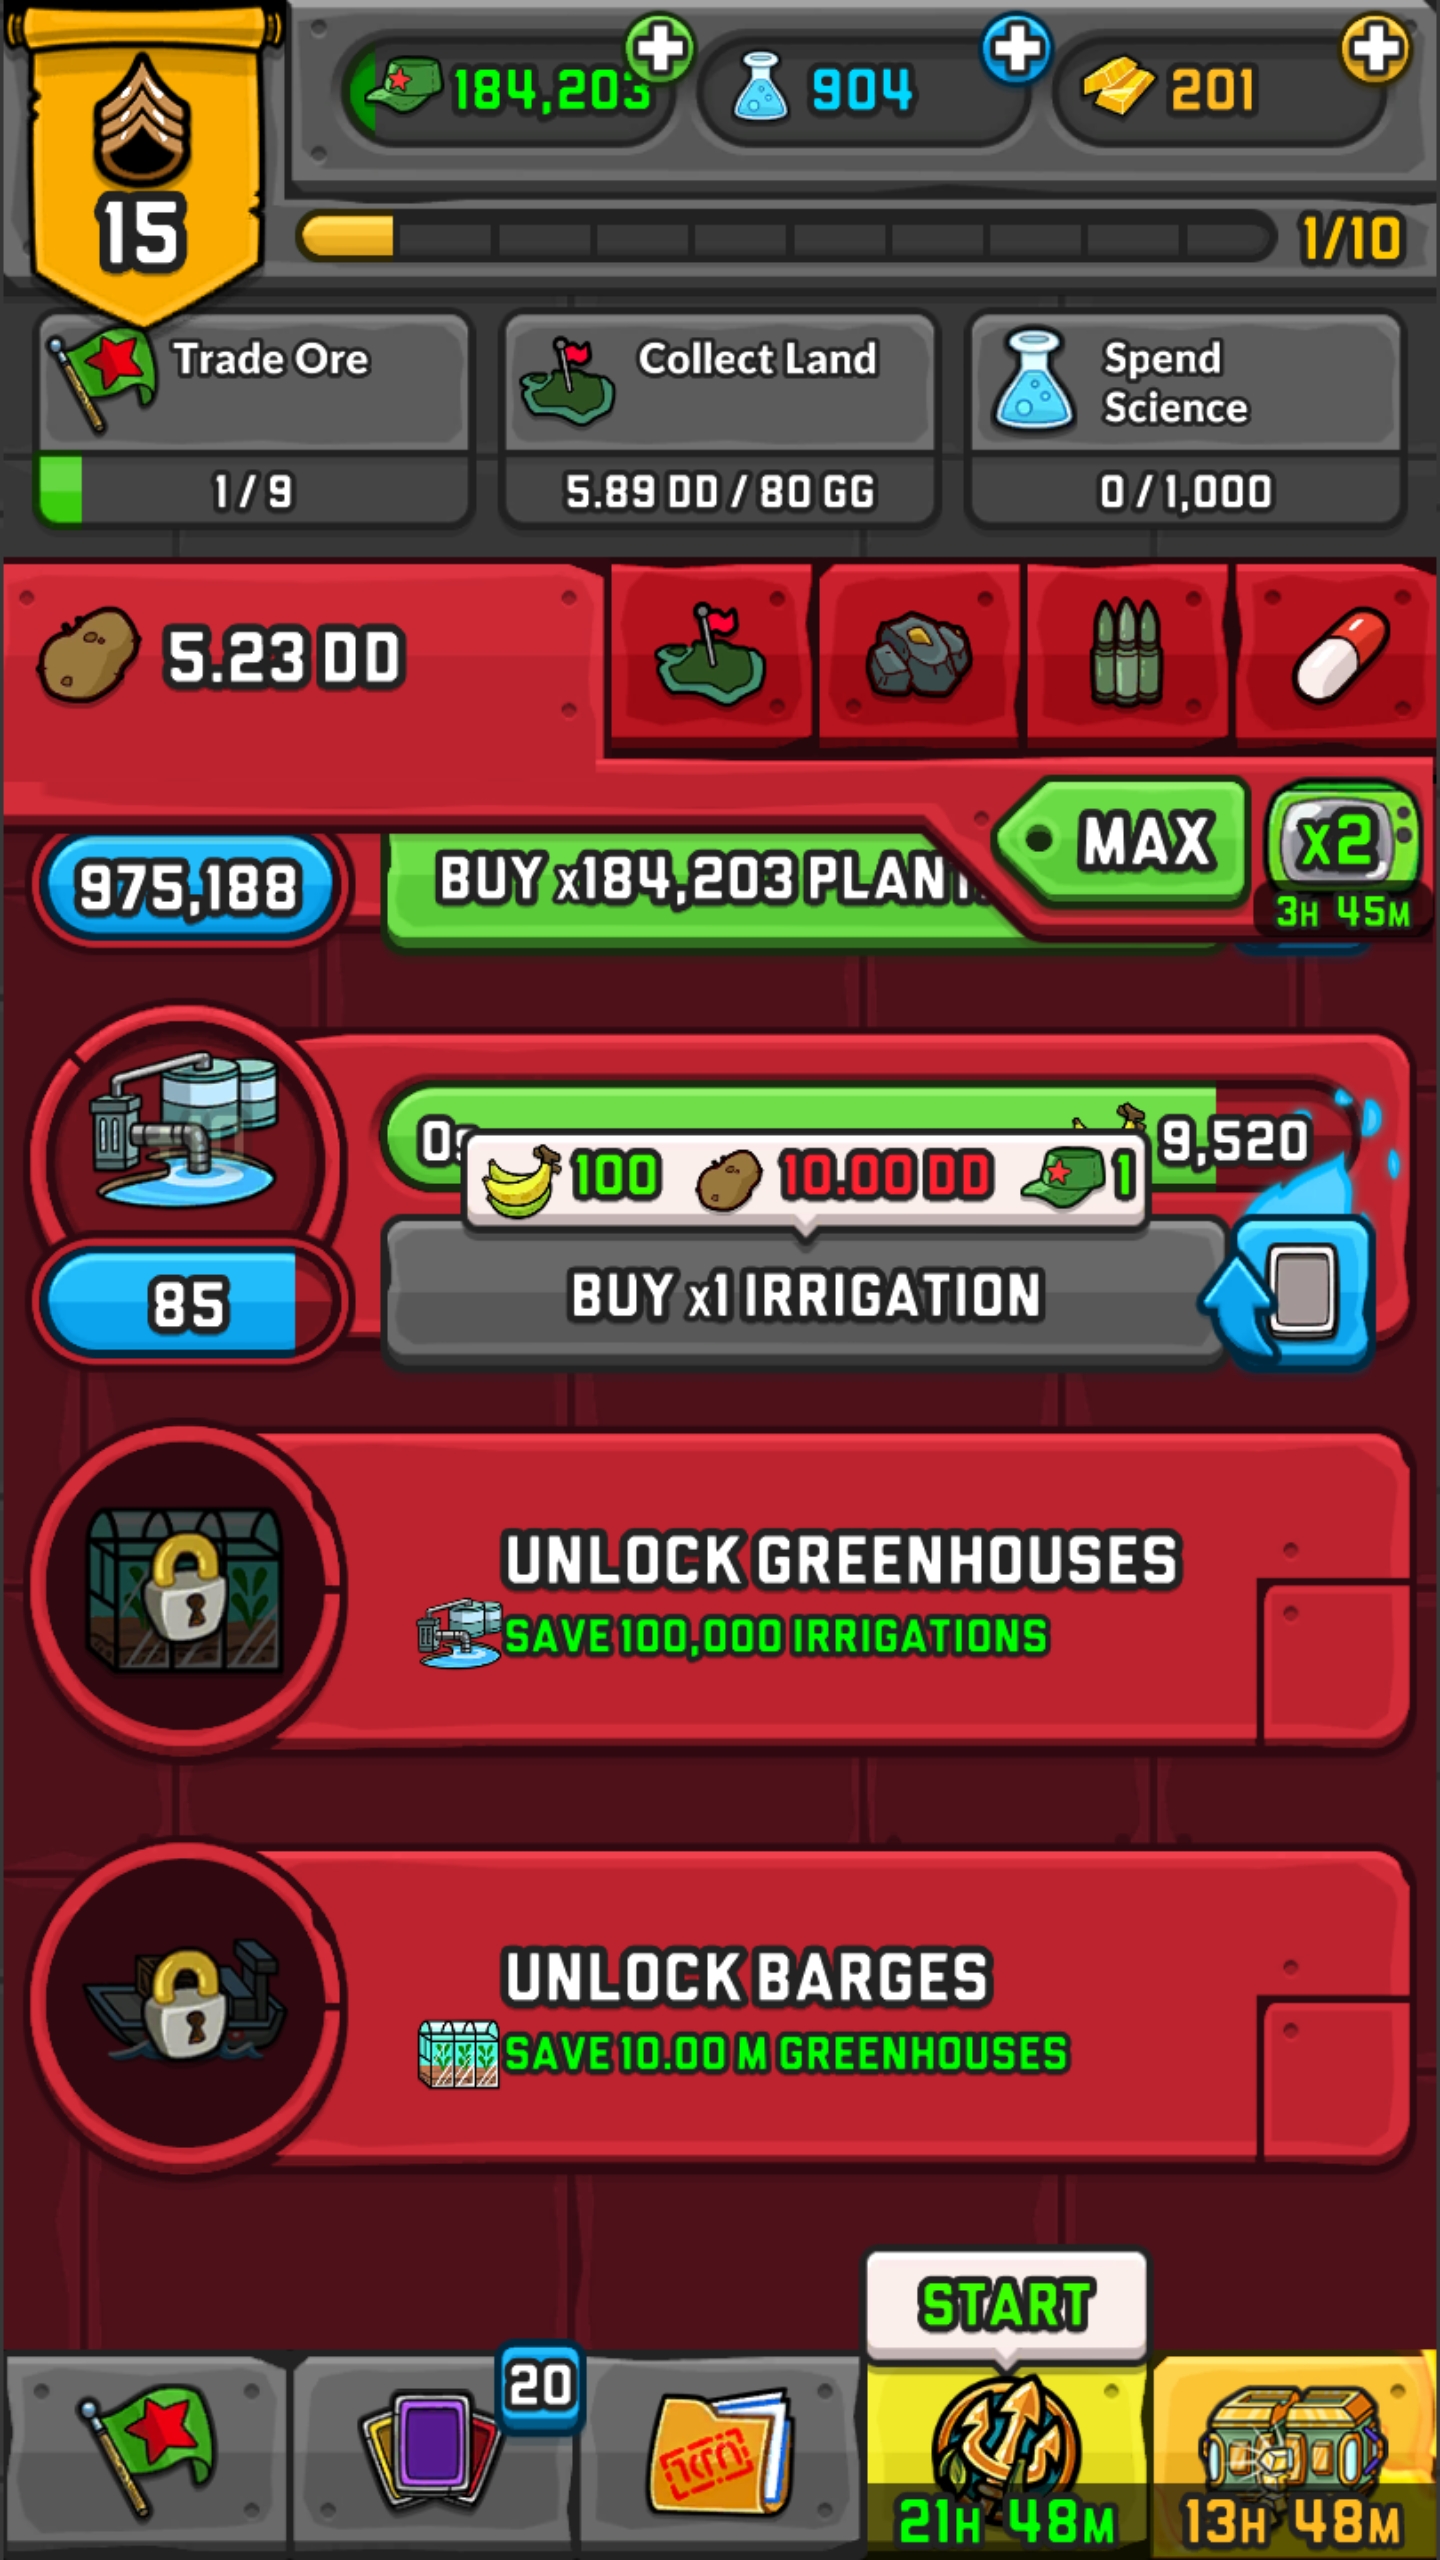 184,203
904
201
15
1/10
Trade Ore
Collect Land
Spend
Science
1/9
5.89 DD / 80 GG
0/1,000
5.23 DD
MAX
x2
3H 45M
975,188
BUY x184,203
9,520
100
10.00 DD
1
85
BUY x1 IRRIGATION
UNLOCK GREENHOUSES
SAVE 100,000 IRRIGATIONS
UNLOCK BARGES
SAVE 10.00 M GREENHOUSES
START
20
21H 48M
13H 48M